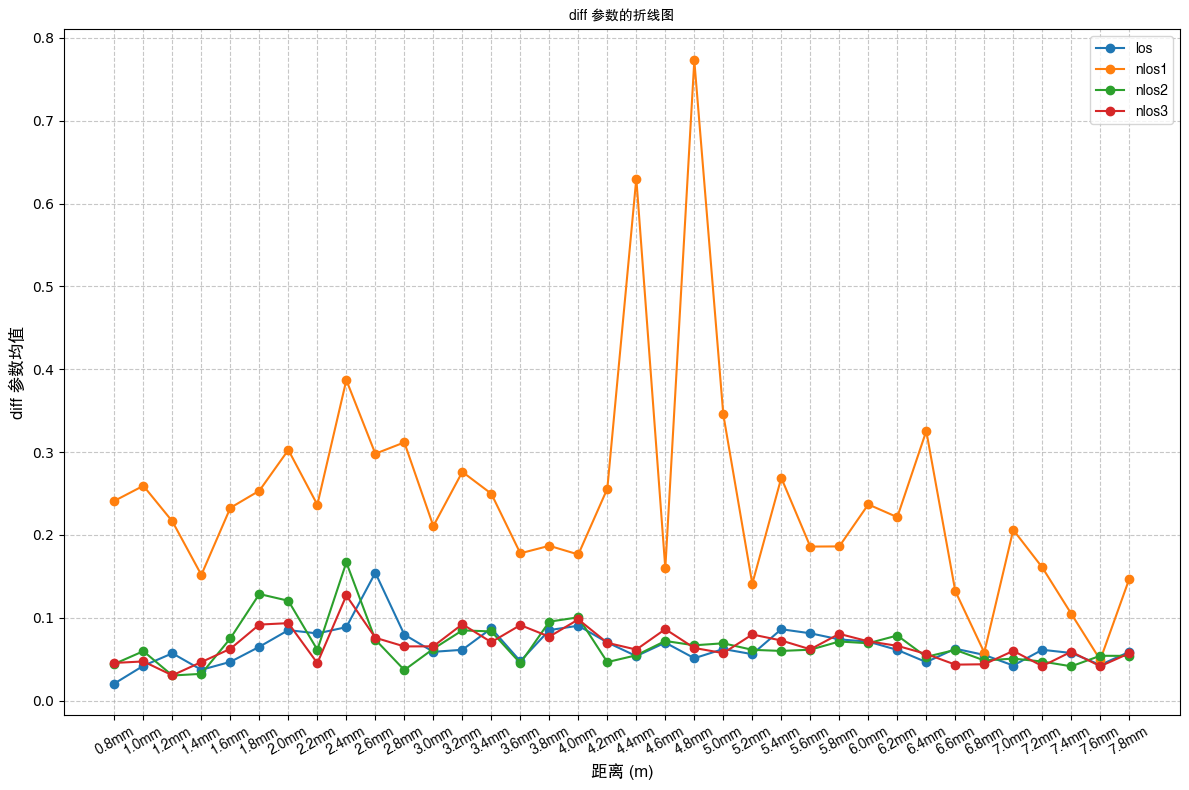 diff 参数的折线图
los
nlos1
nlos2
nlos3
diff 参数均值
0.8
0.7
0.6
0.5
0.4
0.3
0.2
0.1
0.0
0.8mm
1.0mm
1.2mm
1.4mm
1.6mm
1.8mm
2.0mm
2.2mm
2.4mm
2.6mm
2.8mm
3.0mm
3.2mm
3.4mm
3.6mm
3.8mm
4.0mm
4.2mm
4.4mm
4.6mm
4.8mm
5.0mm
5.2mm
5.4mm
5.6mm
5.8mm
6.0mm
6.2mm
6.4mm
6.6mm
6.8mm
7.0mm
7.2mm
7.4mm
7.6mm
7.8mm
距离 (m)